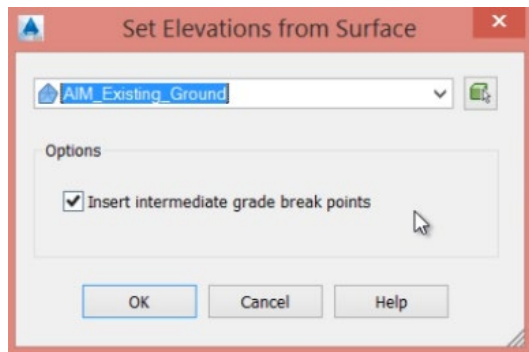 Set Elevations from Surface
AIM_Existing_Ground
Options
Insert intermediate grade break points
OK Cancel Help